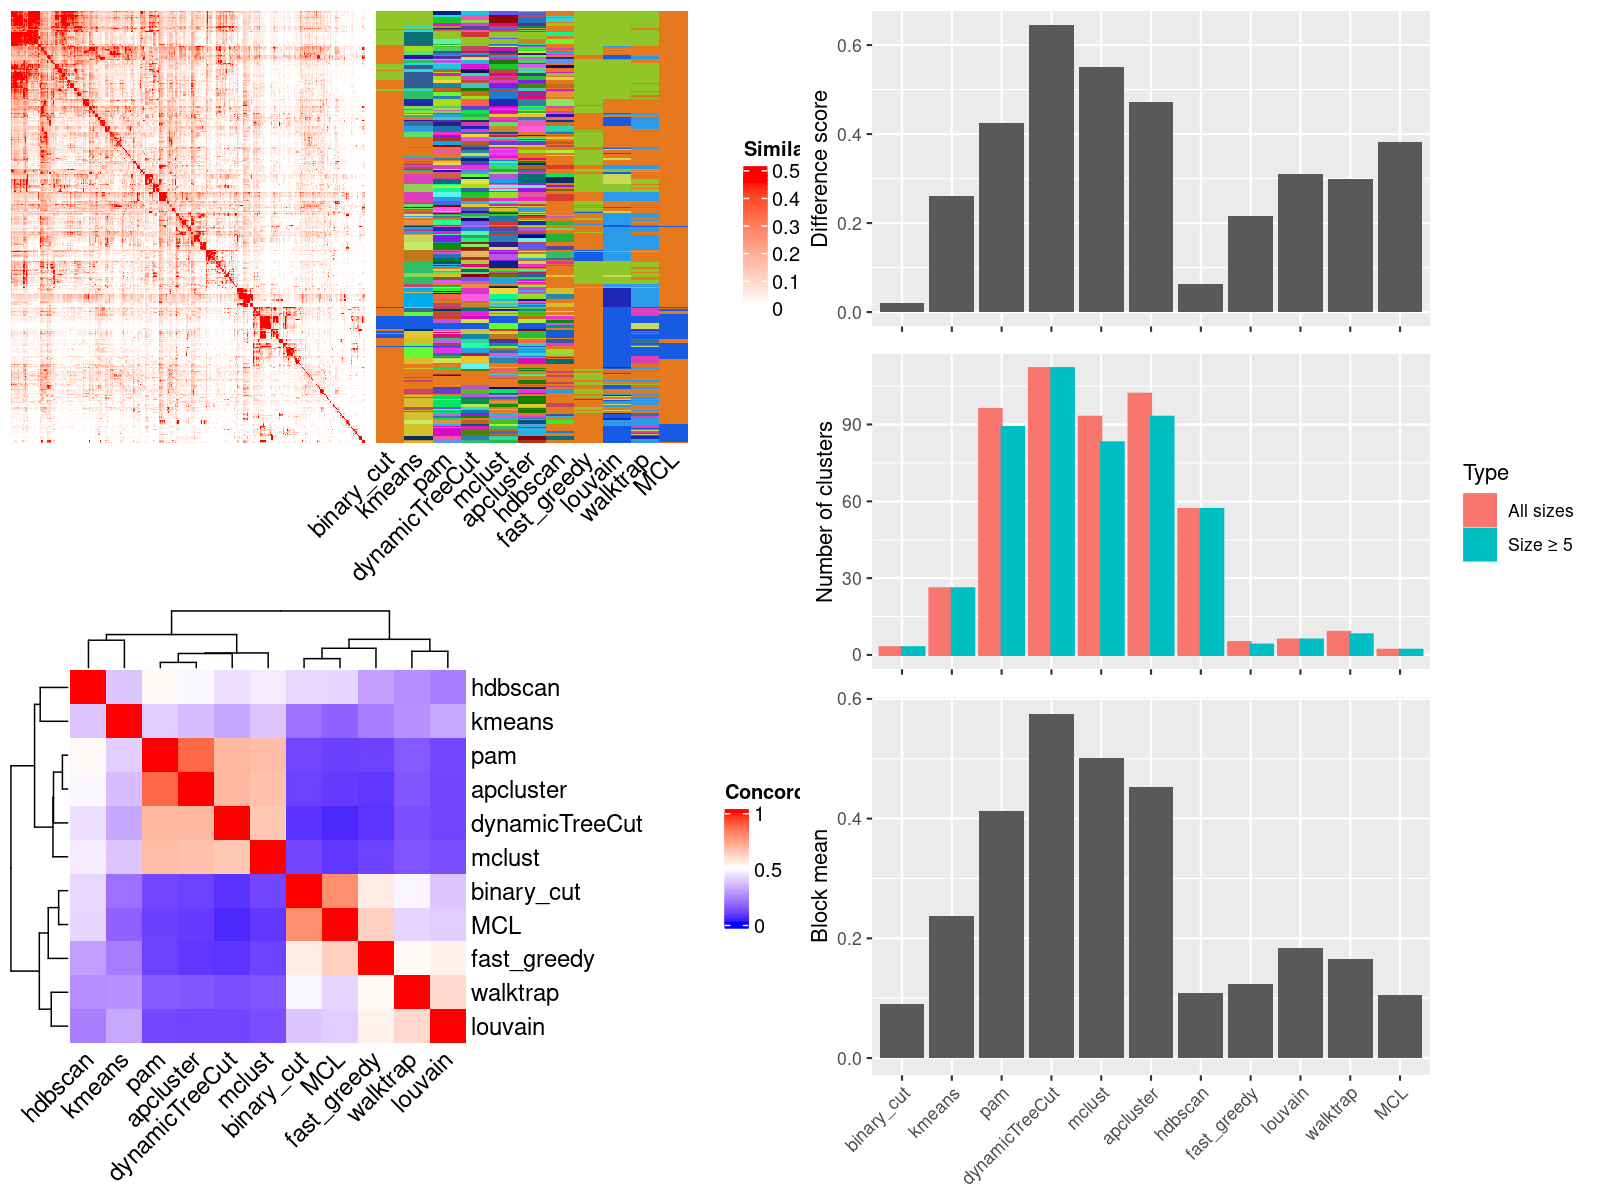 Simila
0.5
0.4
0.3
0.2
0.1
0
binary_cut
kmeans
pam
dynamicTreeCut
mclust
apcluster
hdbscan
fast_greedy
louvain
walktrap
MCL
hdbscan
kmeans
pam
apcluster
dynamicTreeCut
mclust
binary_cut
MCL
fast_greedy
walktrap
louvain
hdbscan
kmeans
pam
apcluster
dynamicTreeCut
mclust
binary_cut
MCL
fast_greedy
walktrap
louvain
Concord
1
0.5
0
Difference score
0.6
0.4
0.2
0.0
Number of clusters
90
60
30
0
Type
All sizes
Size ≥ 5
Block mean
0.6
0.4
0.2
0.0
binary_cut
kmeans
pam
dynamicTreeCut
mclust
apcluster
hdbscan
fast_greedy
louvain
walktrap
MCL